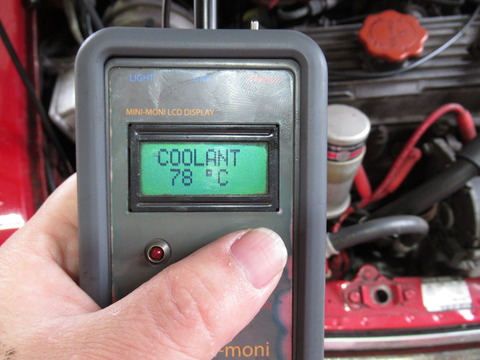 LIGHT
MINI-MONI LCD DISPLAY
COOLANT
78 °C
-moni